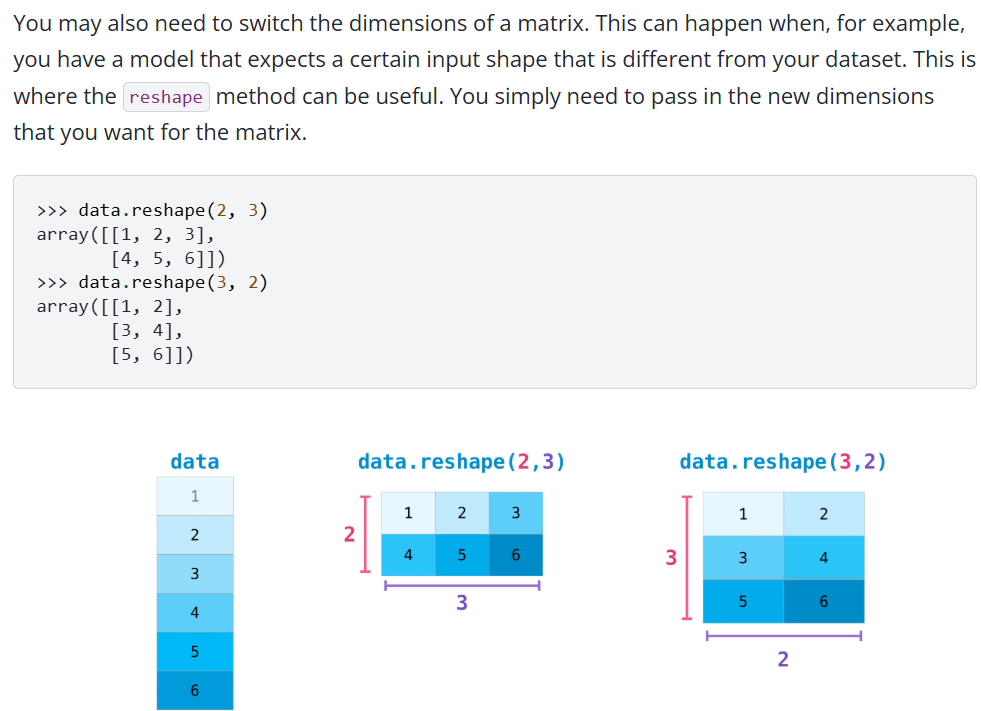 You may also need to switch the dimensions of a matrix. This can happen when, for example,
you have a model that expects a certain input shape that is different from your dataset. This is
where the reshape method can be useful. You simply need to pass in the new dimensions
that you want for the matrix.
>>> data.reshape(2, 3)
array([[1, 2, 3],
       [4, 5, 6]])
>>> data.reshape(3, 2)
array([[1, 2],
       [3, 4],
       [5, 6]])
data
1
2
3
4
5
6
data.reshape(2,3)
1 2 3
2
4 5 6
3
data.reshape(3,2)
1 2
3
3 4
5 6
2